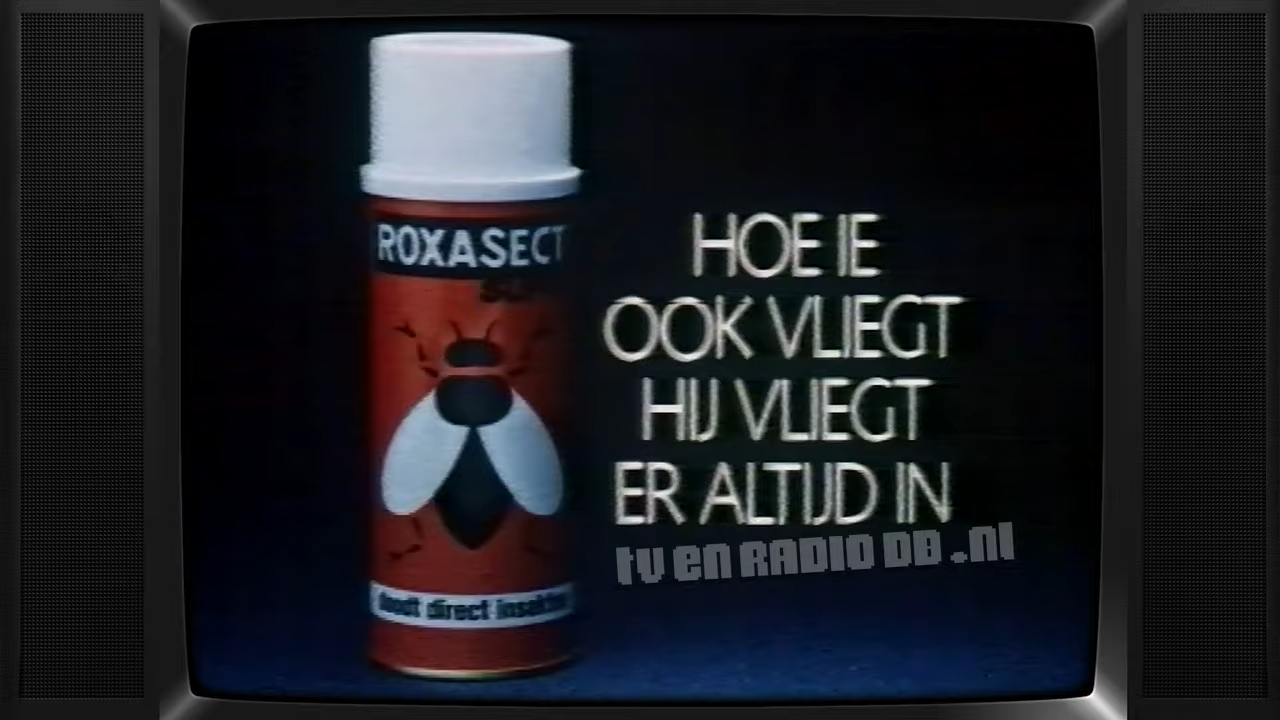 ROXASECT
HOE IE
OOK VLIEGT
HIJ VLIEGT
ER ALTIJD IN
tv en RADIO DB .nl
doodt direct insekten